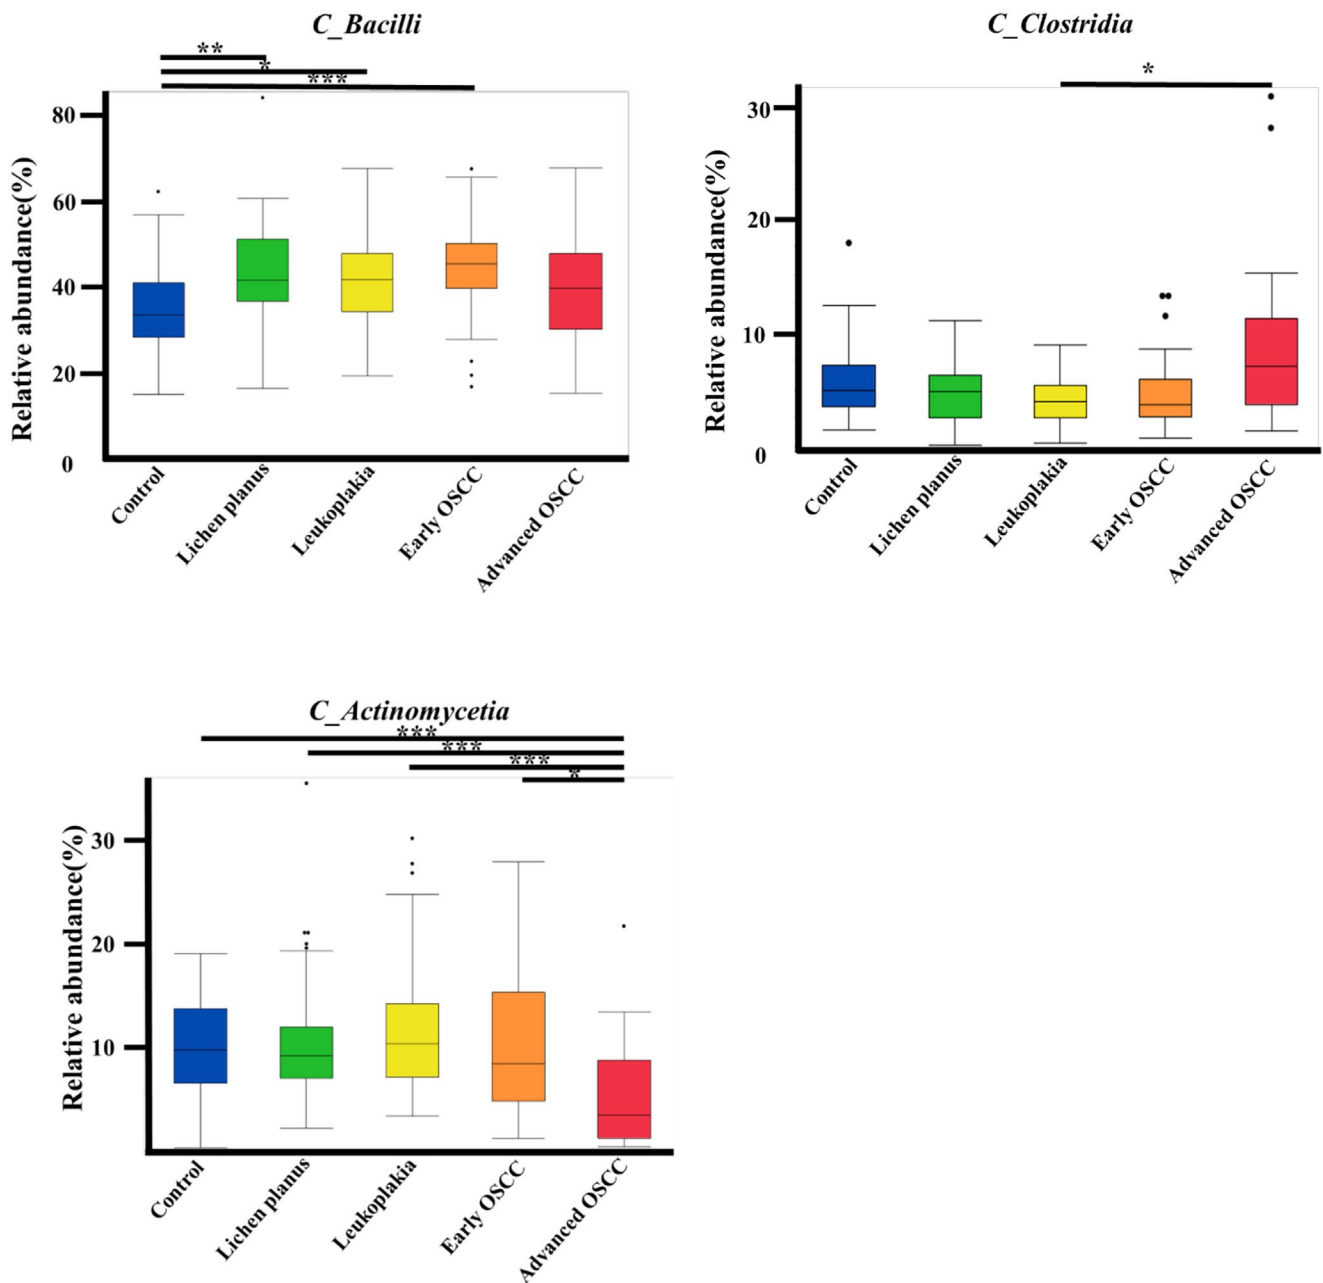 C_Bacilli
**
*
***
Relative abundance(%)
80
60
40
20
0
Control
Lichen planus
Leukoplakia
Early OSCC
Advanced OSCC
C_Clostridia
*
Relative abundance(%)
30
20
10
0
Control
Lichen planus
Leukoplakia
Early OSCC
Advanced OSCC
C_Actinomycetia
***
***
***
*
Relative abundance(%)
30
20
10
Control
Lichen planus
Leukoplakia
Early OSCC
Advanced OSCC